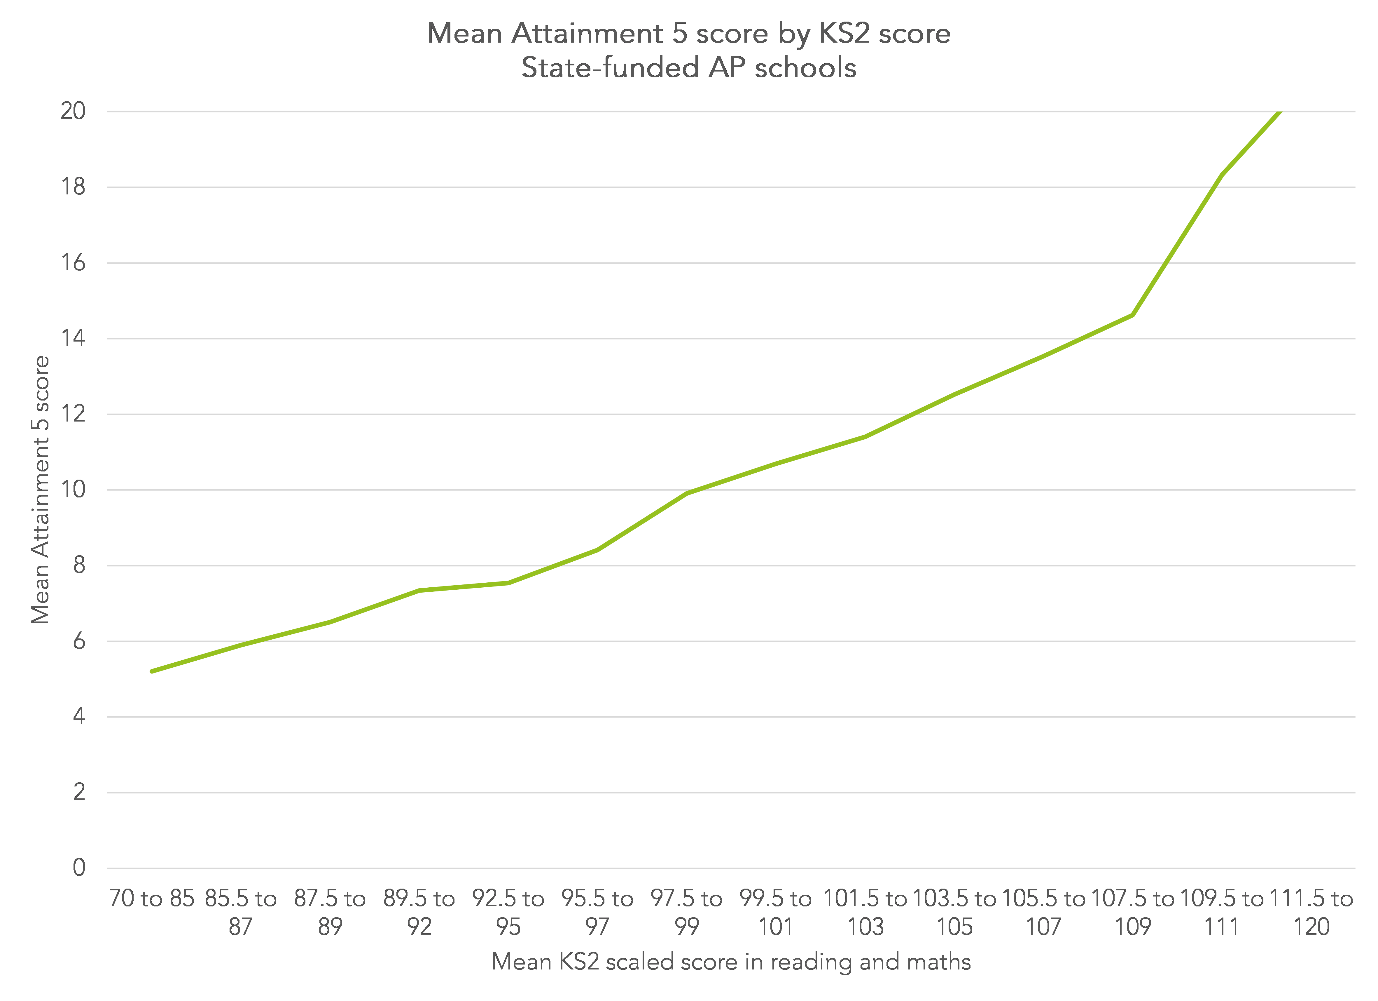 Mean Attainment 5 score by KS2 score
State-funded AP schools
20
18
16
14
12
10
8
6
4
2
0
Mean Attainment 5 score
70 to 85 85.5 to 87.5 to 89.5 to 92.5 to 95.5 to 97.5 to 99.5 to 101.5 to 103.5 to 105.5 to 107.5 to 109.5 to 111.5 to
87 89 92 95 97 99 101 103 105 107 109 111 120
Mean KS2 scaled score in reading and maths